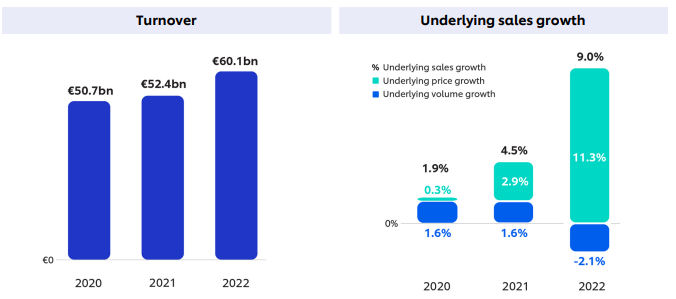 Turnover
€50.7bn
€52.4bn
€60.1bn
€0
2020
2021
2022
Underlying sales growth
% Underlying sales growth
Underlying price growth
Underlying volume growth
1.9%
0.3%
1.6%
4.5%
2.9%
1.6%
9.0%
11.3%
-2.1%
0%
2020
2021
2022